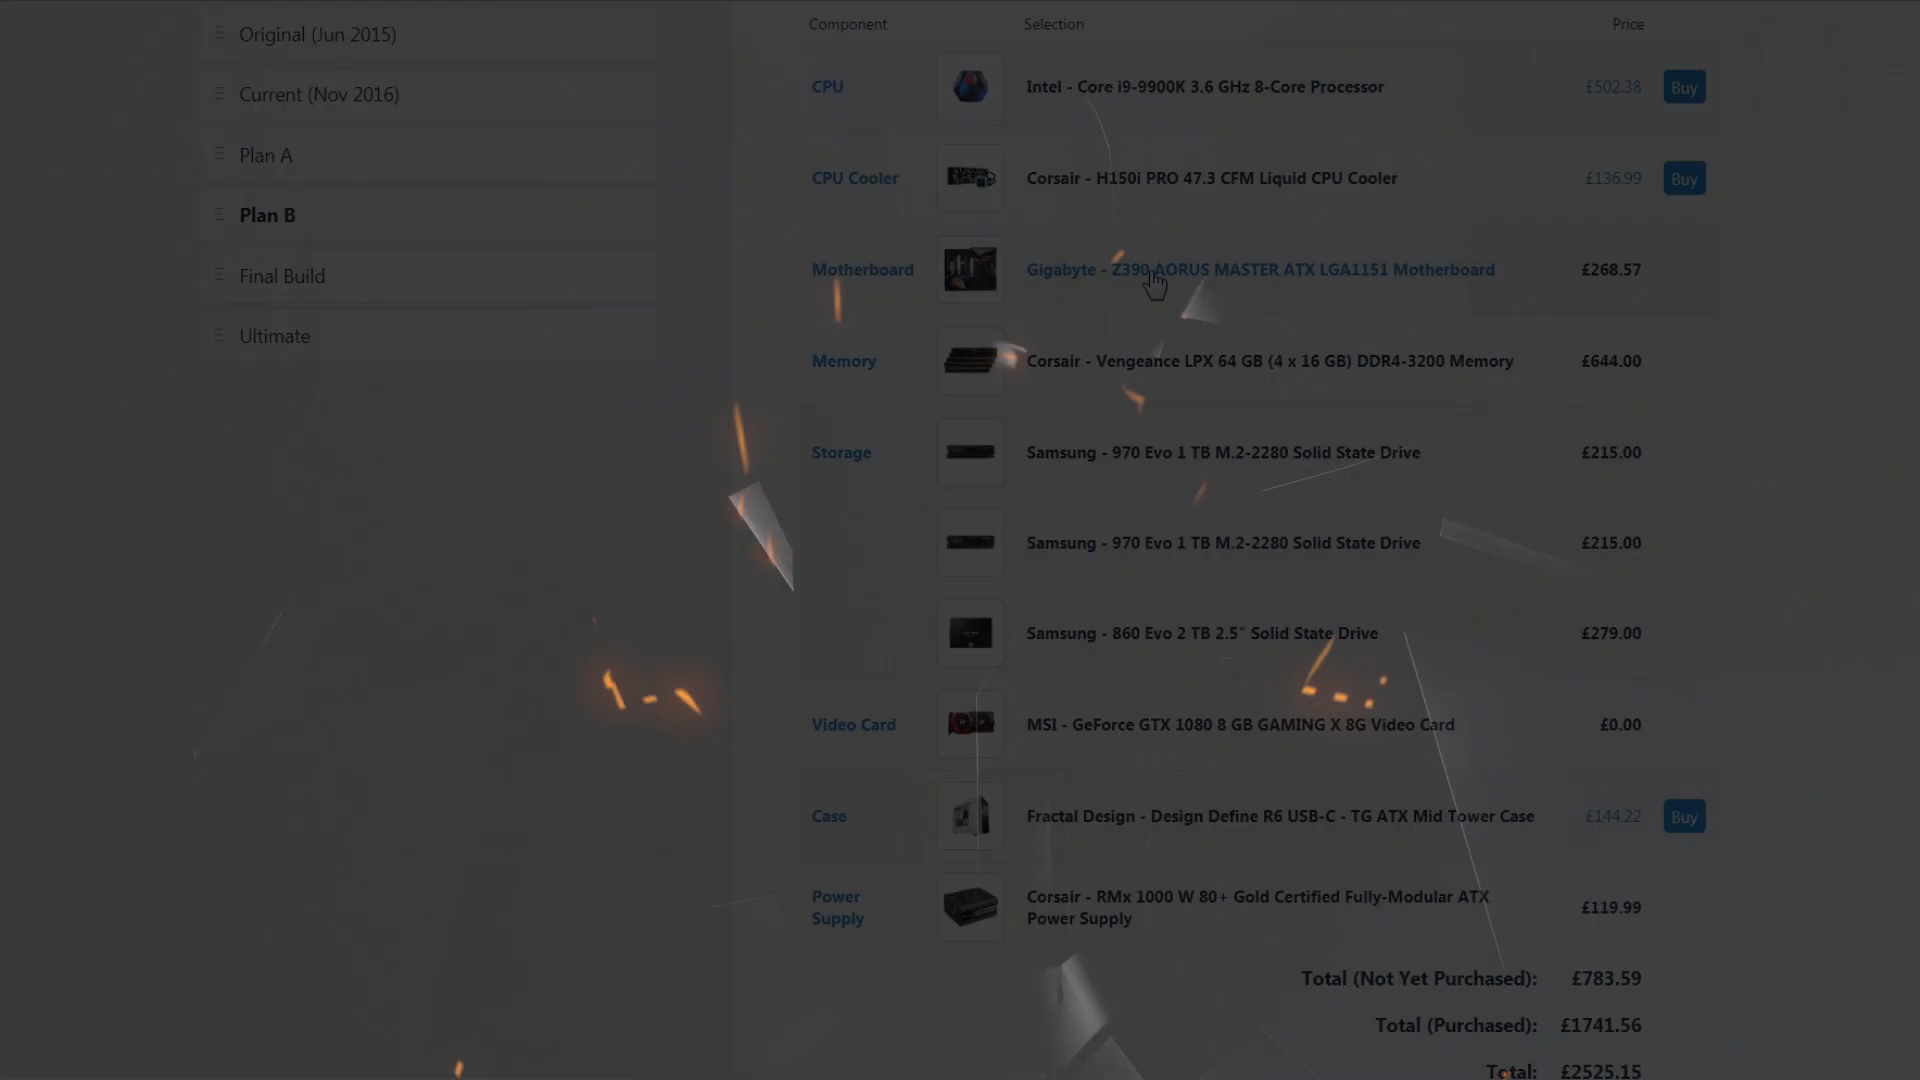 Original (Jun 2015)
Current (Nov 2016)
Plan A
Plan B
Final Build
Ultimate
Component Selection Price
CPU Intel - Core i9-9900K 3.6 GHz 8-Core Processor £502.38 Buy
CPU Cooler Corsair - H150i PRO 47.3 CFM Liquid CPU Cooler £136.99 Buy
Motherboard Gigabyte - Z390 AORUS MASTER ATX LGA1151 Motherboard £268.57
Memory Corsair - Vengeance LPX 64 GB (4 x 16 GB) DDR4-3200 Memory £644.00
Storage Samsung - 970 Evo 1 TB M.2-2280 Solid State Drive £215.00
Samsung - 970 Evo 1 TB M.2-2280 Solid State Drive £215.00
Samsung - 860 Evo 2 TB 2.5" Solid State Drive £279.00
Video Card MSI - GeForce GTX 1080 8 GB GAMING X 8G Video Card £0.00
Case Fractal Design - Design Define R6 USB-C - TG ATX Mid Tower Case £144.22 Buy
Power Supply Corsair - RMx 1000 W 80+ Gold Certified Fully-Modular ATX
Power Supply £119.99
Total (Not Yet Purchased): £783.59
Total (Purchased): £1741.56
Total: £2525.15